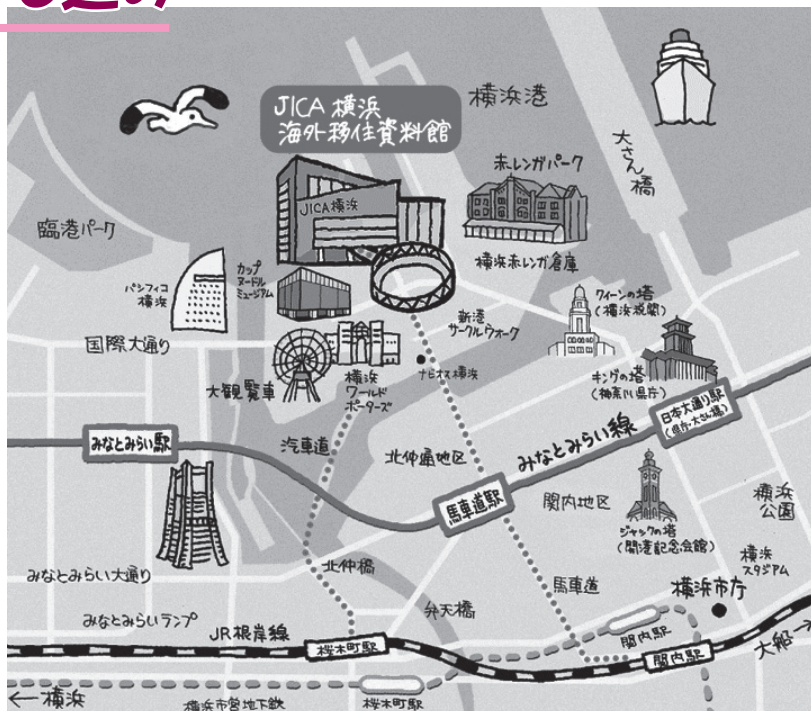 JICA 横浜
海外移住資料館
横浜港
大さん
橋
赤レンガパーク
JICA横浜
臨港パーク
横浜赤レンガ倉庫
パシフィコ
横浜
カップ
ヌードル
ミュージアム
クイーンの塔
(横浜税関)
新港
サークルウォーク
国際大通り
キングの塔
(神奈川県庁)
ナビオス横浜
大観覧車
横浜
ワールド
ポーターズ
日本大通り駅
(県庁・大さん橋)
みなとみらい線
みなとみらい駅
汽車道
北仲通地区
馬車道駅
関内地区
横浜
公園
ジャックの塔
(開港記念会館)
横浜
スタジアム
みなとみらい大通り
北仲橋
馬車道
横浜市庁
弁天橋
みなとみらいランプ
JR根岸線
桜木町駅
関内駅
関内駅
大船→
←横浜
横浜市営地下鉄
桜木町駅